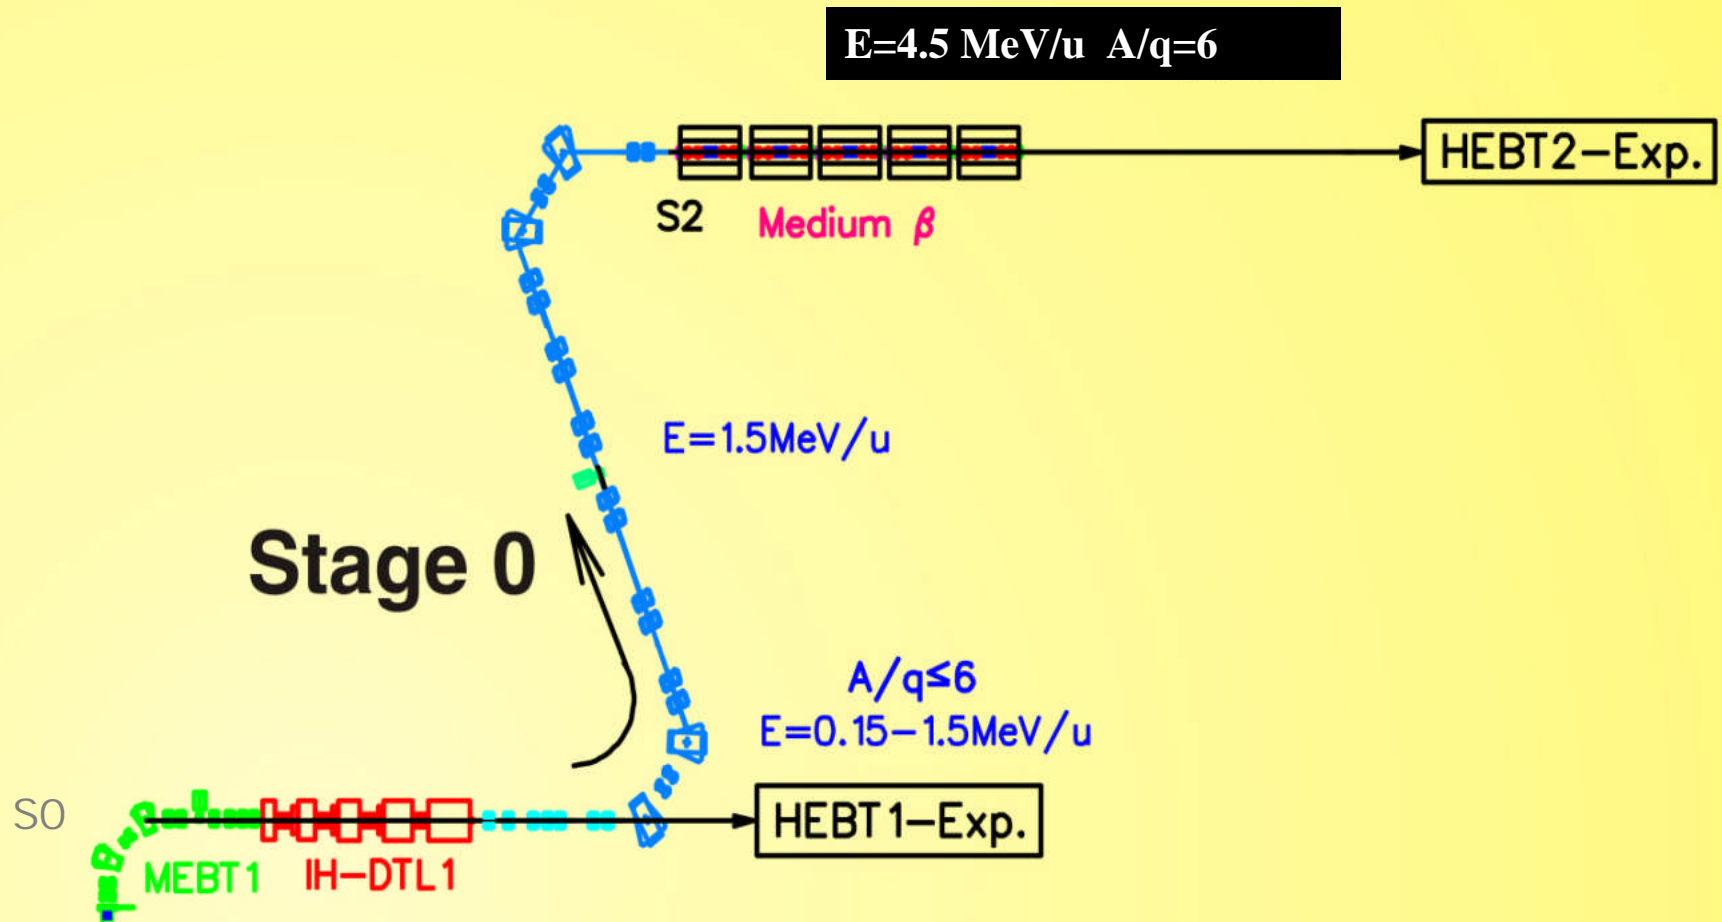 E=4.5 MeV/u A/q=6
HEBT2-Exp.
S2
Medium β
E=1.5MeV/u
Stage 0
A/q≤6
E=0.15-1.5MeV/u
S0
HEBT1-Exp.
MEBT1
IH-DTL1